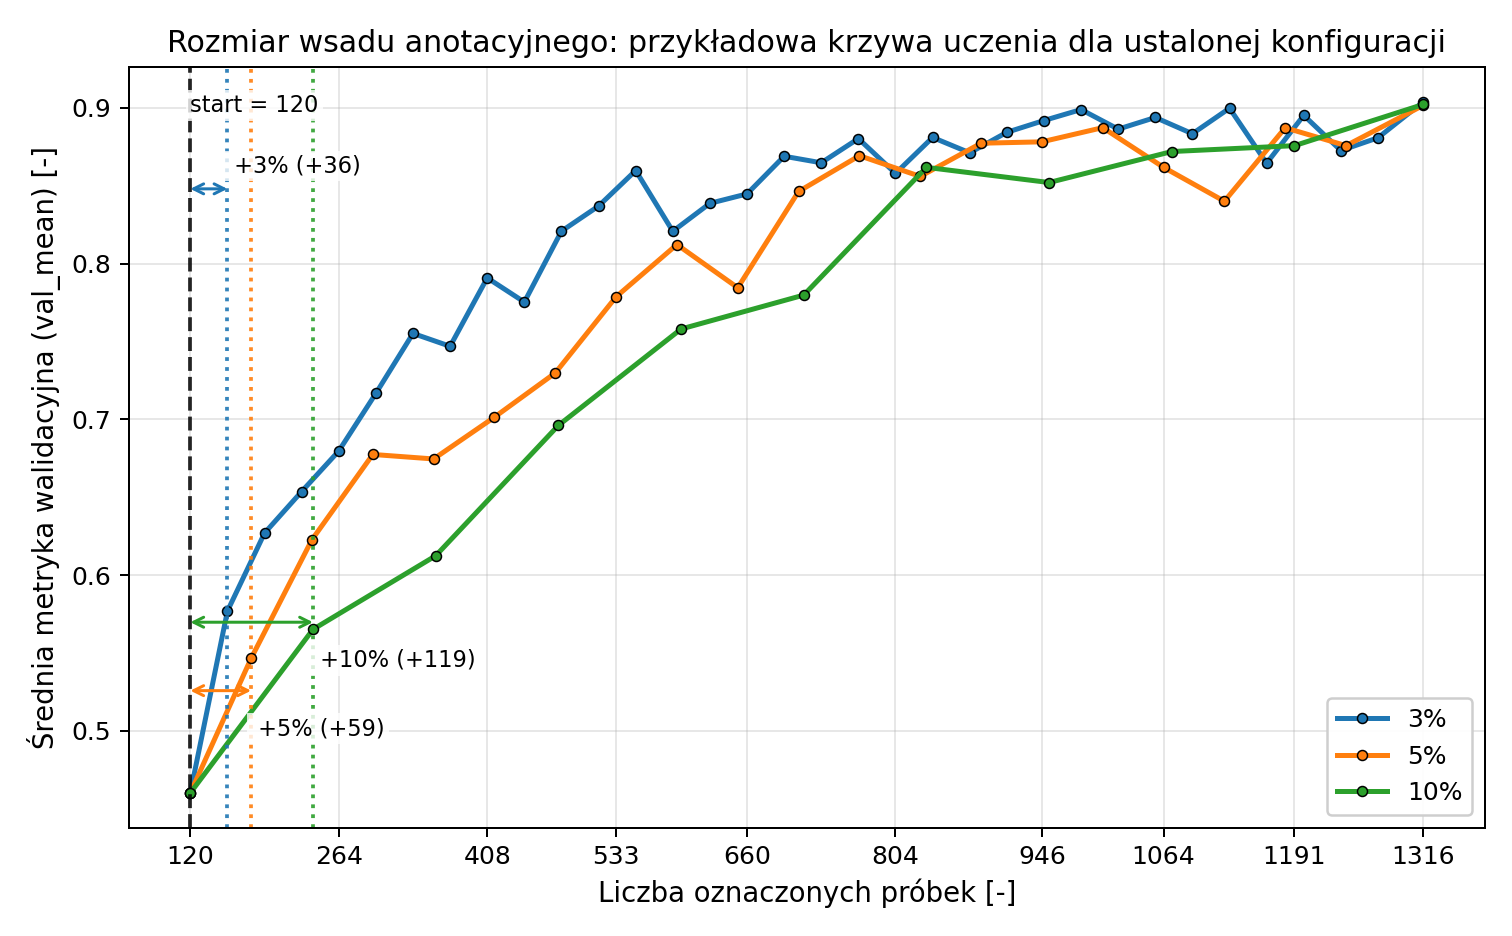 Rozmiar wsadu anotacyjnego: przykładowa krzywa uczenia dla ustalonej konfiguracji
Średnia metryka walidacyjna (val_mean) [-]
0.9
0.8
0.7
0.6
0.5
start = 120
+3% (+36)
+10% (+119)
+5% (+59)
3%
5%
10%
120 264 408 533 660 804 946 1064 1191 1316
Liczba oznaczonych próbek [-]